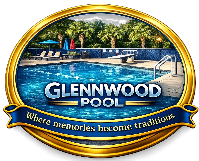 GLENNWOOD
POOL
Where memories become traditions.